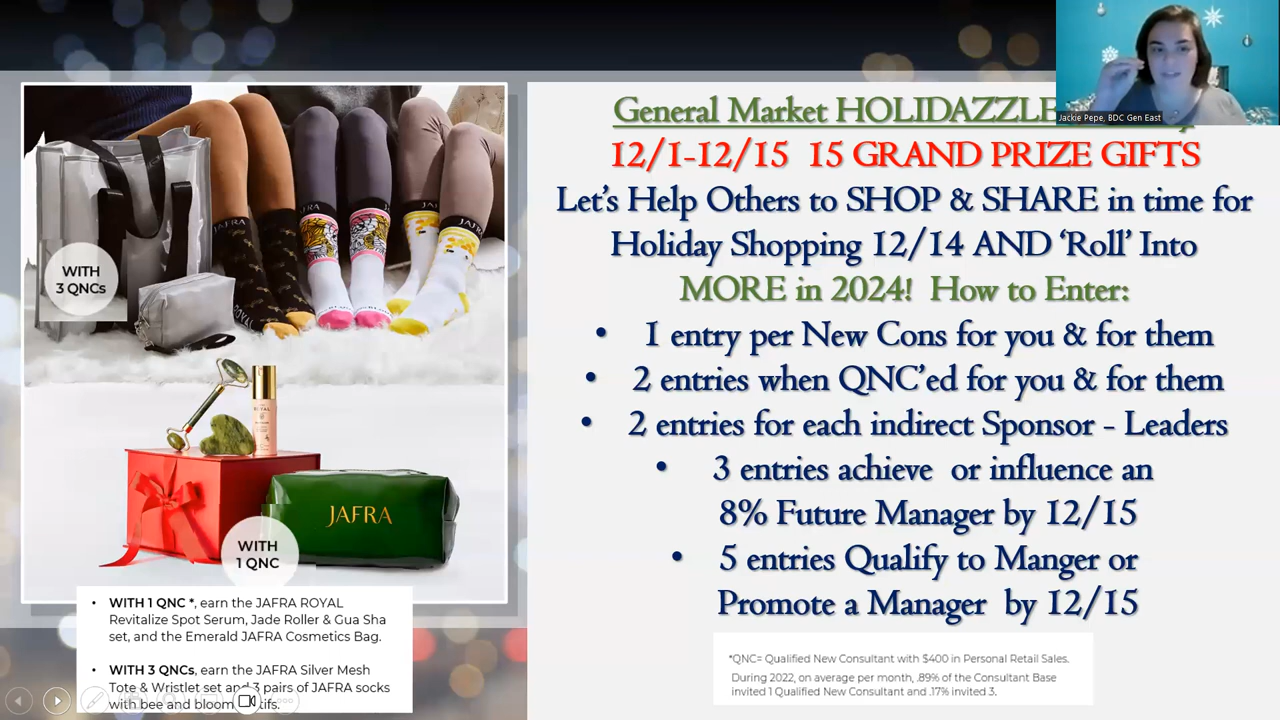 Jackie Pepe, BDC Gen East
General Market HOLIDAZZLE
12/1-12/15 15 GRAND PRIZE GIFTS
Let's Help Others to SHOP & SHARE in time for
Holiday Shopping 12/14 AND 'Roll' Into
MORE in 2024! How to Enter:
• 1 entry per New Cons for you & for them
• 2 entries when QNC'ed for you & for them
• 2 entries for each indirect Sponsor - Leaders
• 3 entries achieve or influence an
8% Future Manager by 12/15
• 5 entries Qualify to Manger or
Promote a Manager by 12/15
*QNC= Qualified New Consultant with $400 in Personal Retail Sales.
During 2022, on average per month, .89% of the Consultant Base
invited 1 Qualified New Consultant and .17% invited 3.
WITH
3 QNCs
JAFRA
JAFRA
JAFRA
ROYAL
ROYAL
JAFRA
WITH
1 QNC
• WITH 1 QNC *, earn the JAFRA ROYAL
Revitalize Spot Serum, Jade Roller & Gua Sha
set, and the Emerald JAFRA Cosmetics Bag.
• WITH 3 QNCs, earn the JAFRA Silver Mesh
Tote & Wristlet set and 3 pairs of JAFRA socks
with bee and bloom